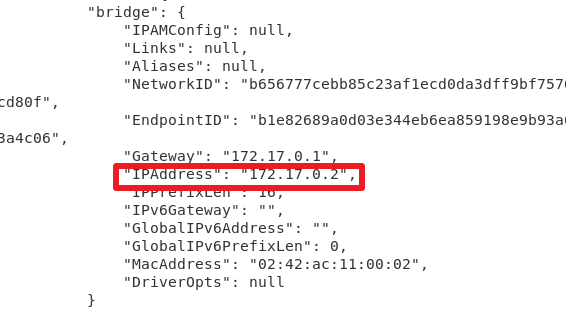 "bridge": {
"IPAMConfig": null,
"Links": null,
"Aliases": null,
"NetworkID": "b656777cebb85c23af1ecd0da3dff9bf757
cd80f",
"EndpointID": "b1e82689a0d03e344eb6ea859198e9b93a
3a4c06",
"Gateway": "172.17.0.1",
"IPAddress": "172.17.0.2",
"IPPrefixLen": 16,
"IPv6Gateway": "",
"GlobalIPv6Address": "",
"GlobalIPv6PrefixLen": 0,
"MacAddress": "02:42:ac:11:00:02",
"DriverOpts": null
}